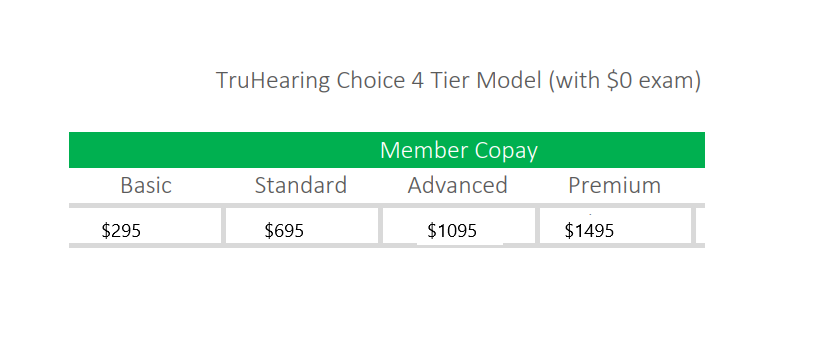 TruHearing Choice 4 Tier Model (with $0 exam)
Member Copay
Basic Standard Advanced Premium
$295 $695 $1095 $1495